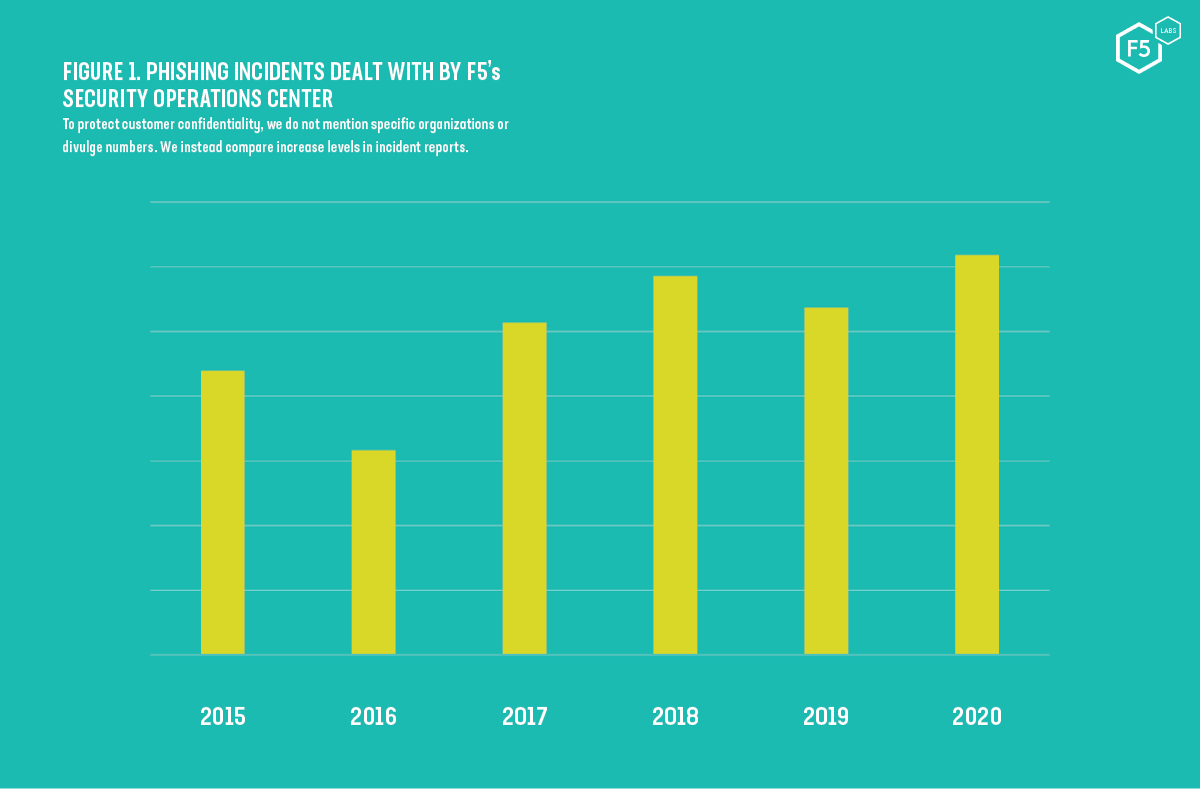 F5
LABS
FIGURE 1. PHISHING INCIDENTS DEALT WITH BY F5's
SECURITY OPERATIONS CENTER
To protect customer confidentiality, we do not mention specific organizations or
divulge numbers. We instead compare increase levels in incident reports.
2015 2016 2017 2018 2019 2020